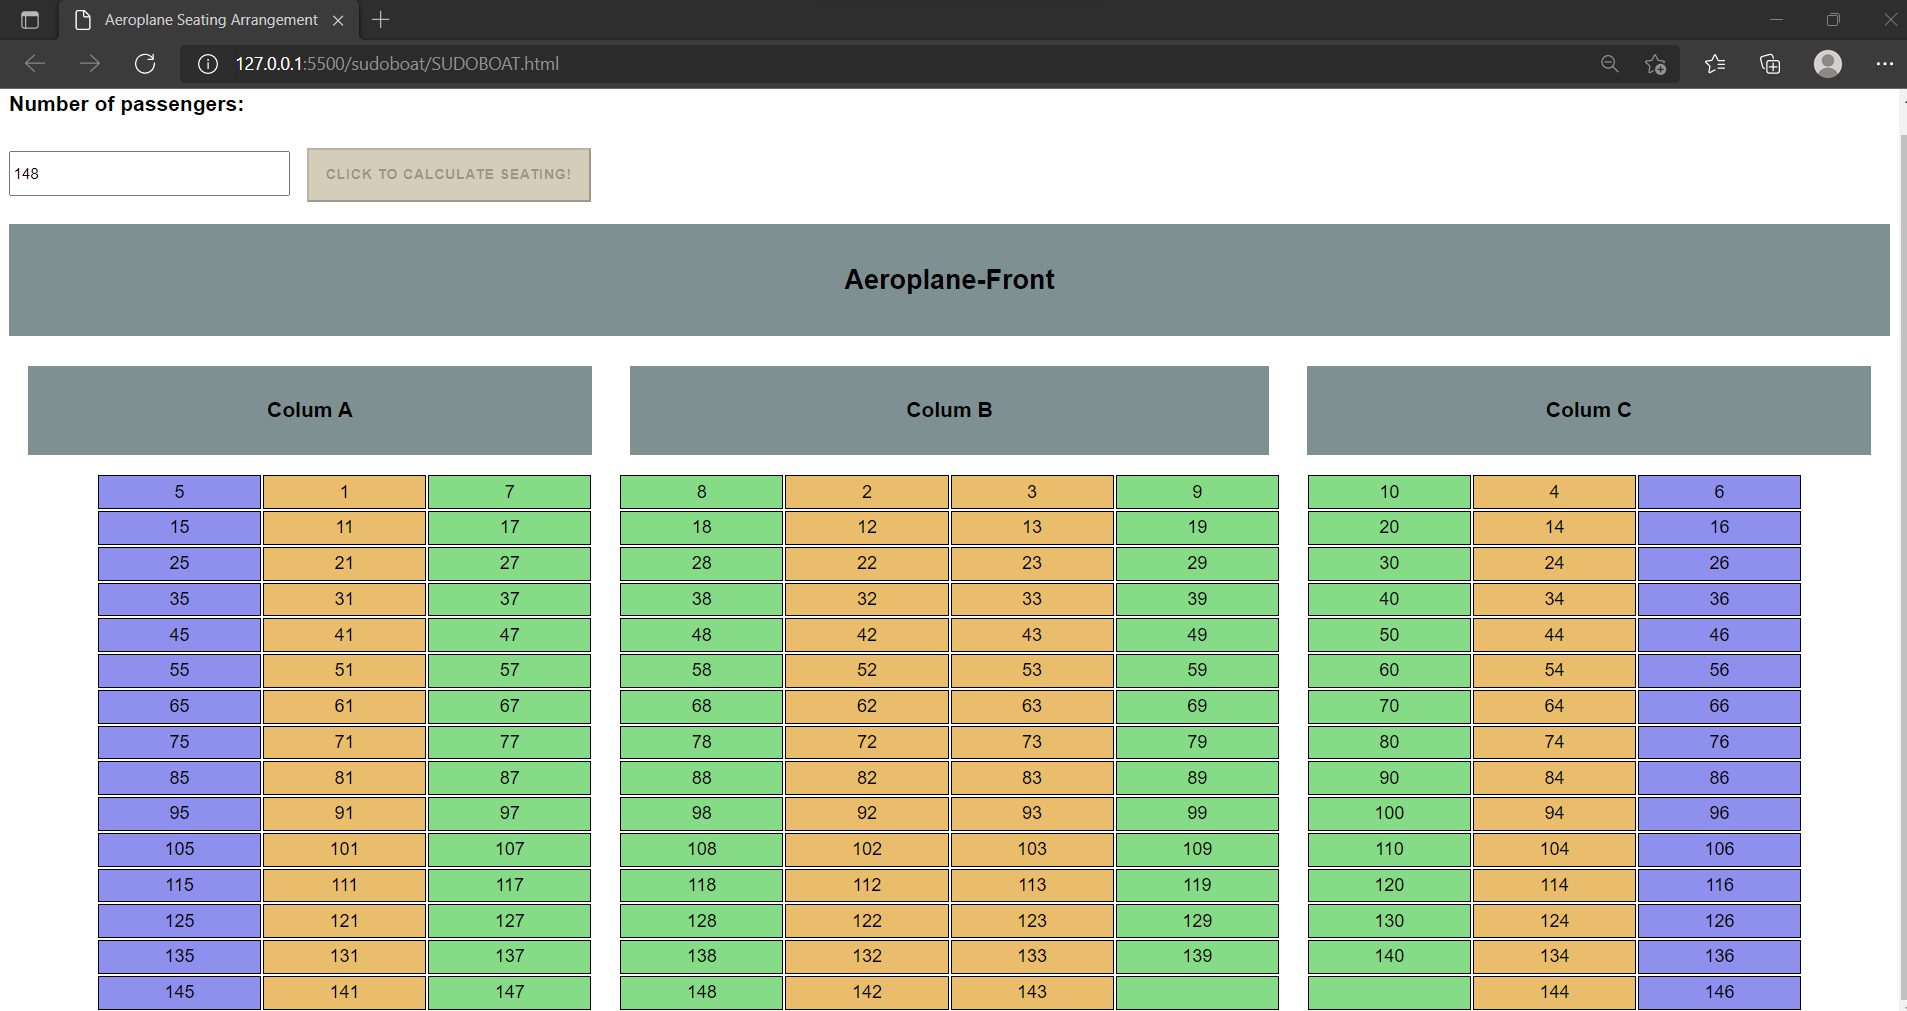 Aeroplane Seating Arrangement
127.0.0.1:5500/sudoboat/SUDOBOAT.html
Number of passengers:
148 CLICK TO CALCULATE SEATING!
Aeroplane-Front
Colum A Colum B Colum C
5 1 7 8 2 3 9 10 4 6
15 11 17 18 12 13 19 20 14 16
25 21 27 28 22 23 29 30 24 26
35 31 37 38 32 33 39 40 34 36
45 41 47 48 42 43 49 50 44 46
55 51 57 58 52 53 59 60 54 56
65 61 67 68 62 63 69 70 64 66
75 71 77 78 72 73 79 80 74 76
85 81 87 88 82 83 89 90 84 86
95 91 97 98 92 93 99 100 94 96
105 101 107 108 102 103 109 110 104 106
115 111 117 118 112 113 119 120 114 116
125 121 127 128 122 123 129 130 124 126
135 131 137 138 132 133 139 140 134 136
145 141 147 148 142 143 144 146